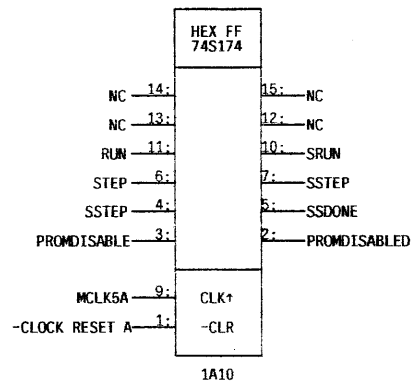 HEX FF
74S174
NC 14: 15: NC
NC 13: 12: NC
RUN 11: 10: SRUN
STEP 6: 7: SSTEP
SSTEP 4: 5: SSDONE
PROMDISABLE 3: 2: PROMDISABLED
MCLK5A 9: CLK↑
-CLOCK RESET A 1: -CLR
1A10